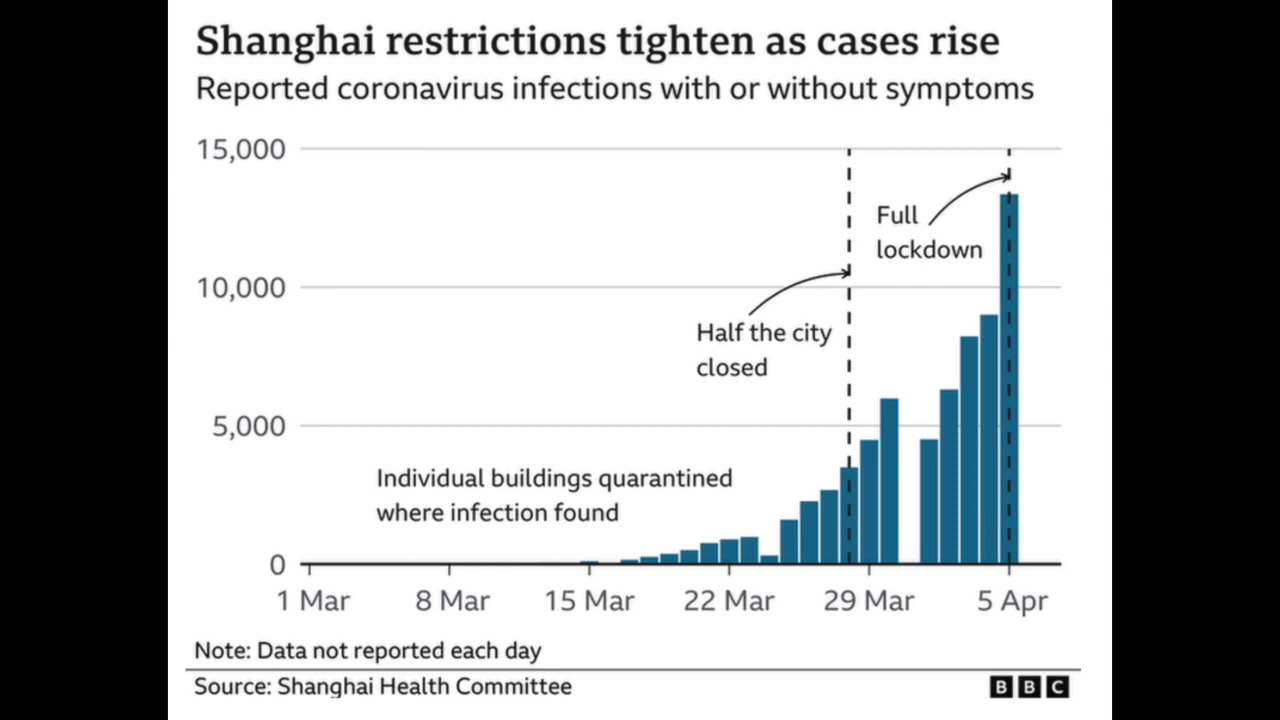 Shanghai restrictions tighten as cases rise
Reported coronavirus infections with or without symptoms
15,000
Full
lockdown
10,000
Half the city
closed
5,000
Individual buildings quarantined
where infection found
0
1 Mar 8 Mar 15 Mar 22 Mar 29 Mar 5 Apr
Note: Data not reported each day
Source: Shanghai Health Committee
BBC